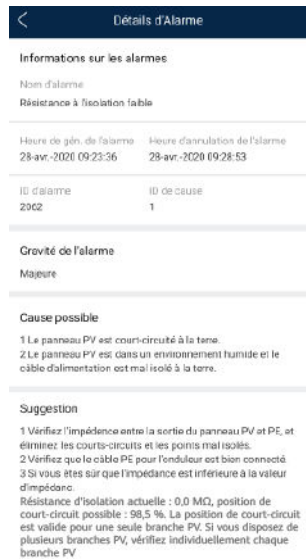 Détails d'Alarme
Informations sur les alarmes
Nom d'alarme
Résistance à l'isolation faible
Heure de gén. de l'alarme Heure d'annulation de l'alarme
28-avr.-2020 09:23:36 28-avr.-2020 09:28:53
ID d'alarme ID de cause
2062 1
Gravité de l'alarme
Majeure
Cause possible
1 Le panneau PV est court-circuité à la terre.
2 Le panneau PV est dans un environnement humide et le
câble d'alimentation est mal isolé à la terre.
Suggestion
1 Vérifiez l'impédence entre la sortie du panneau PV et PE, et
éliminez les courts-circuits et les points mal isolés.
2 Vérifiez que le câble PE pour l'onduleur est bien connecté.
3 Si vous êtes sûr que l'impédance est inférieure à la valeur
d'impédanc.
Résistance d'isolation actuelle : 0,0 MΩ, position de
court-circuit possible : 98,5 %. La position de court-circuit
est valide pour une seule branche PV. Si vous disposez de
plusieurs branches PV, vérifiez individuellement chaque
branche PV